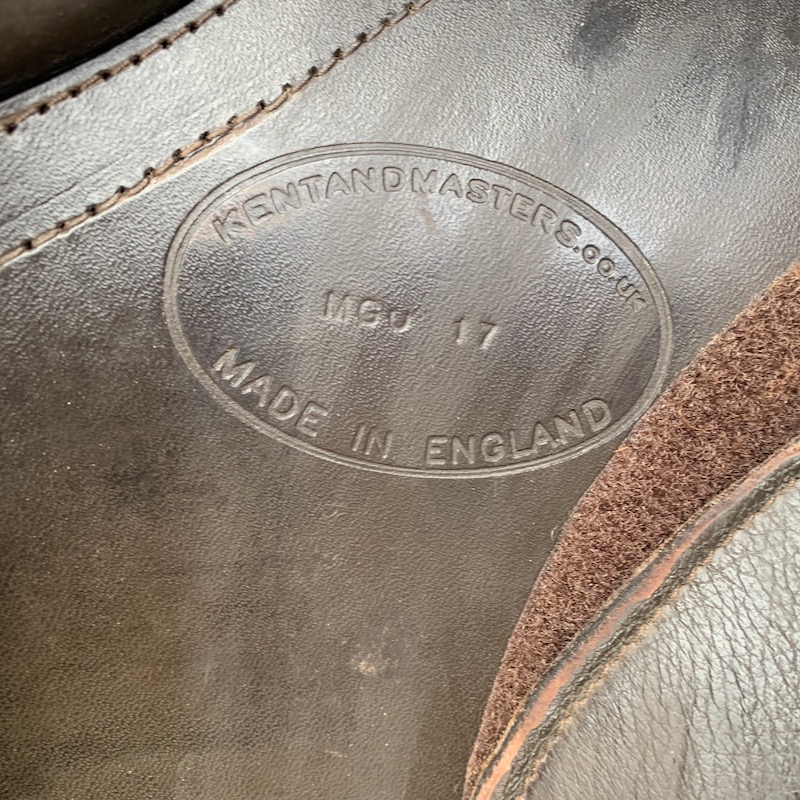 KENTANDMASTERS.co.uk
MGU 17
MADE IN ENGLAND